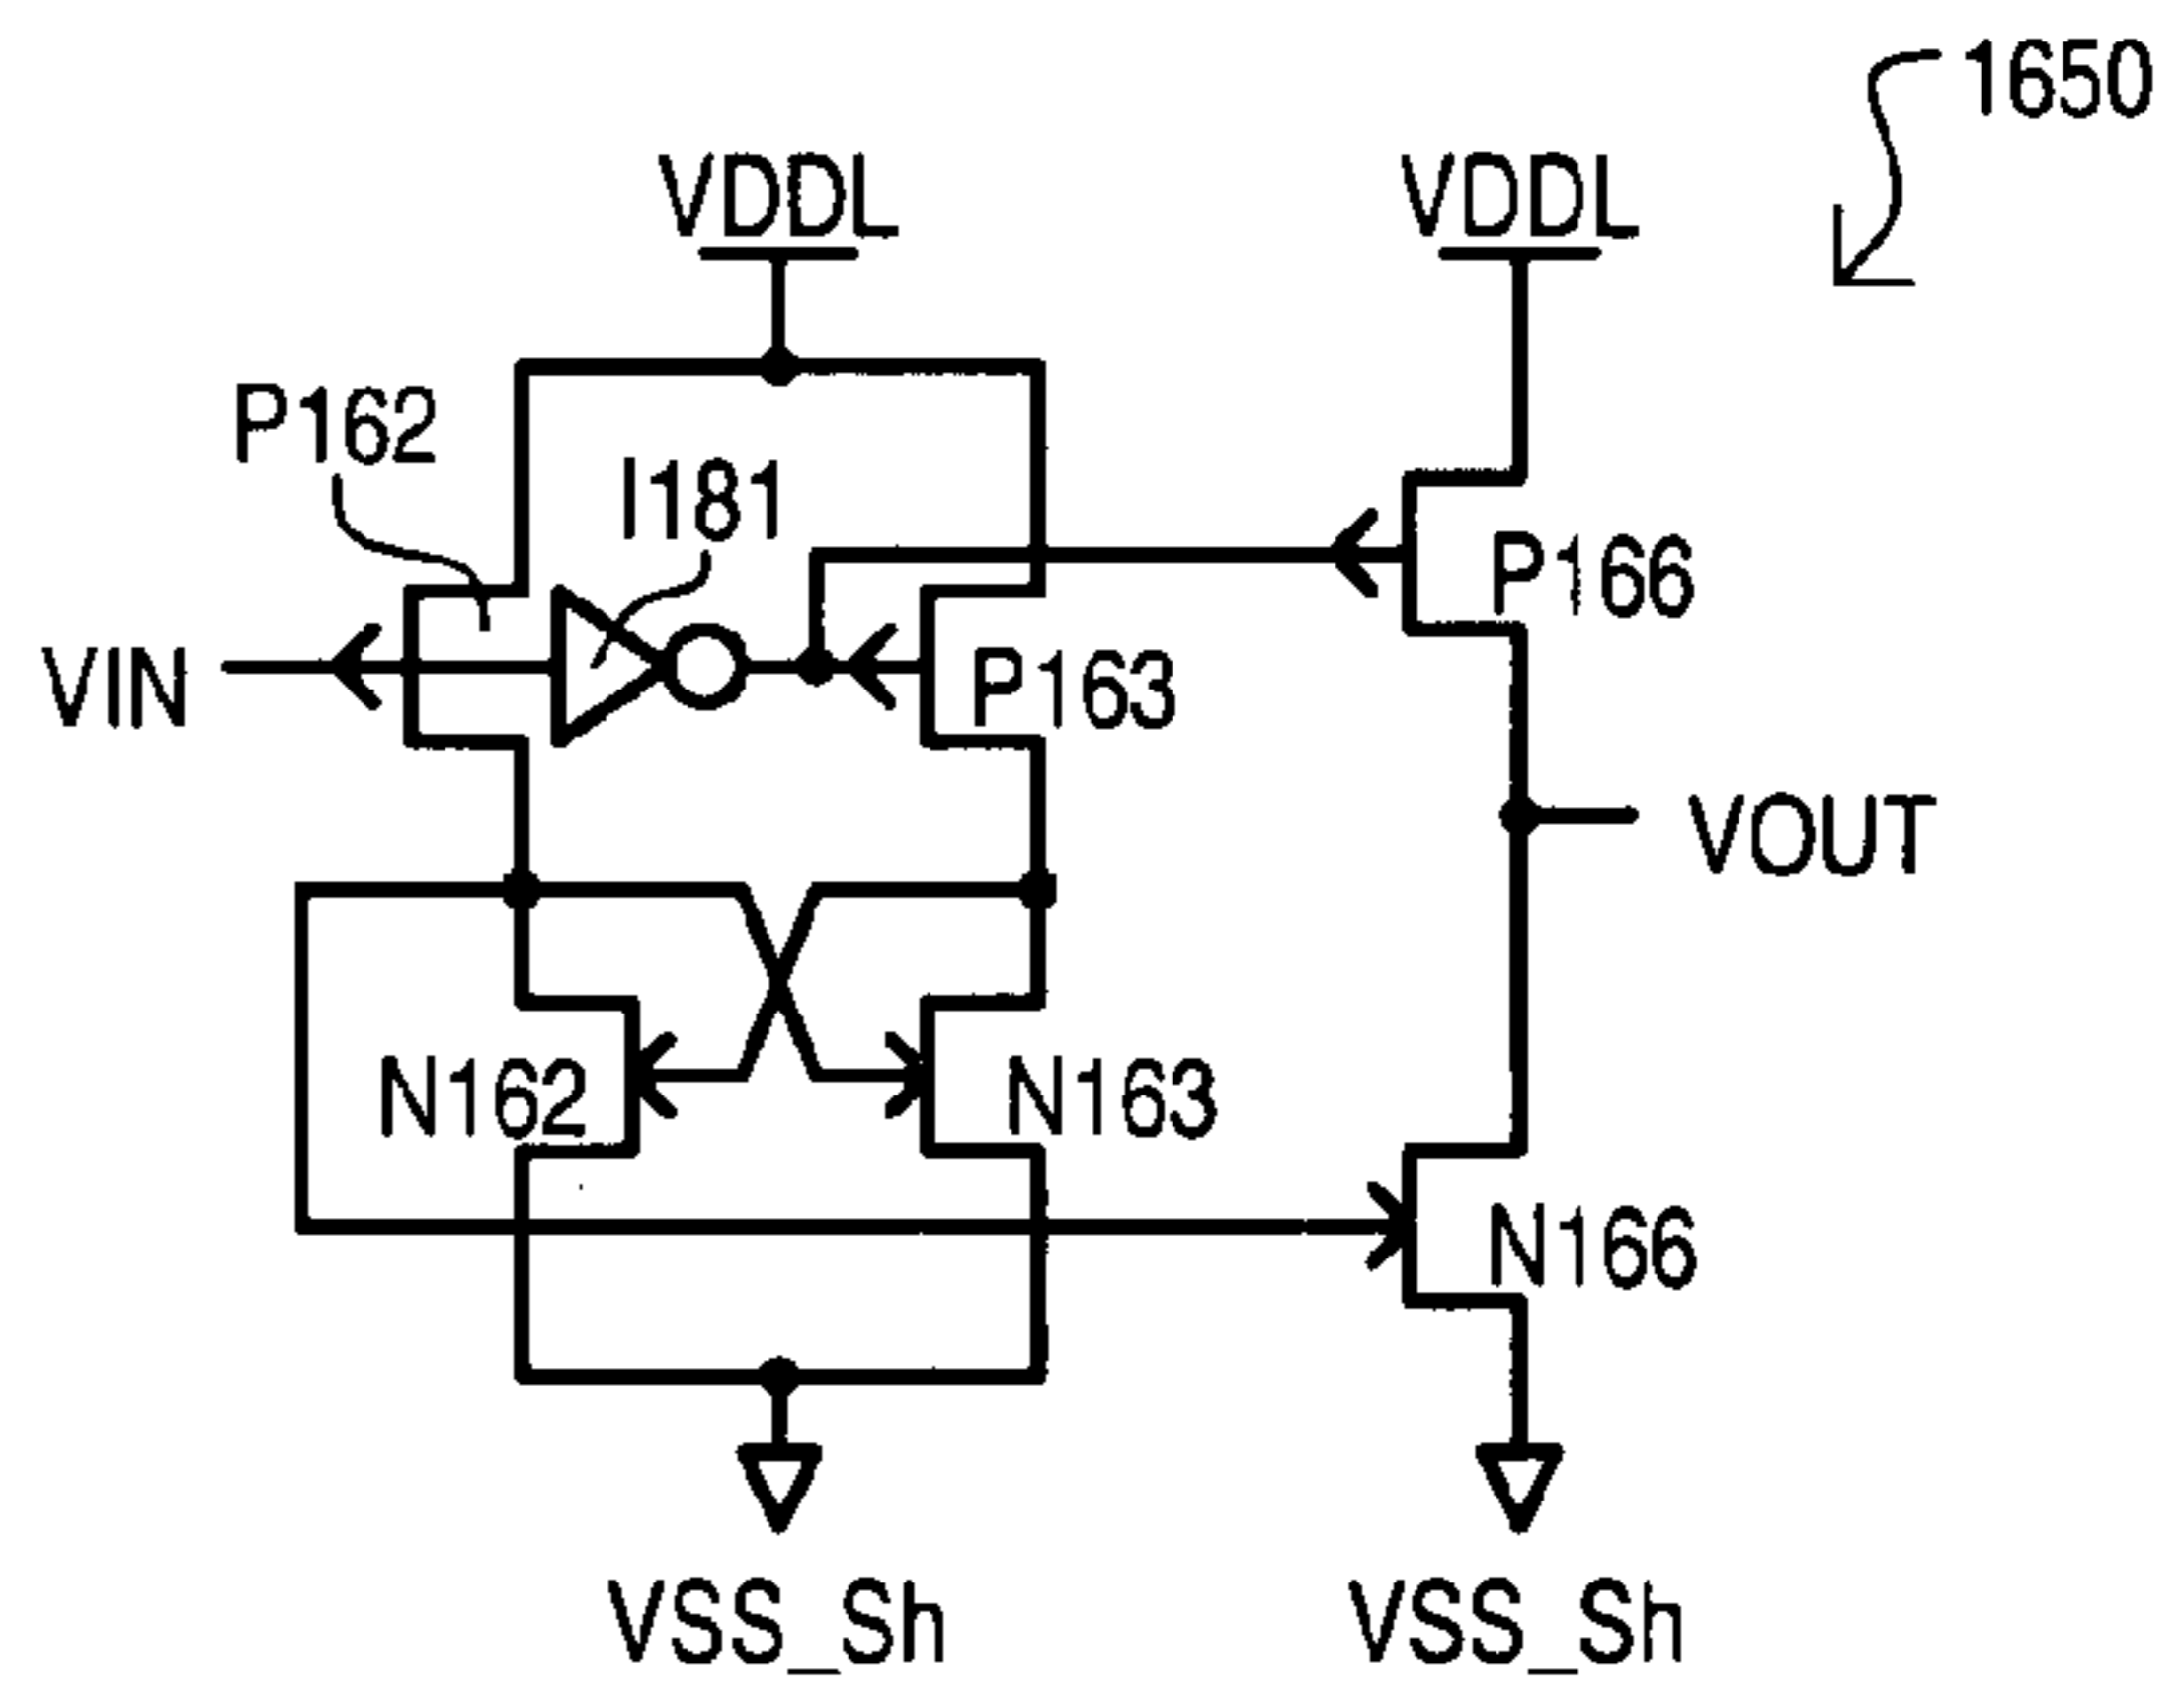 1650
VDDL
VDDL
P162
I181
P166
VIN
P163
VOUT
N162
N163
N166
VSS_Sh
VSS_Sh